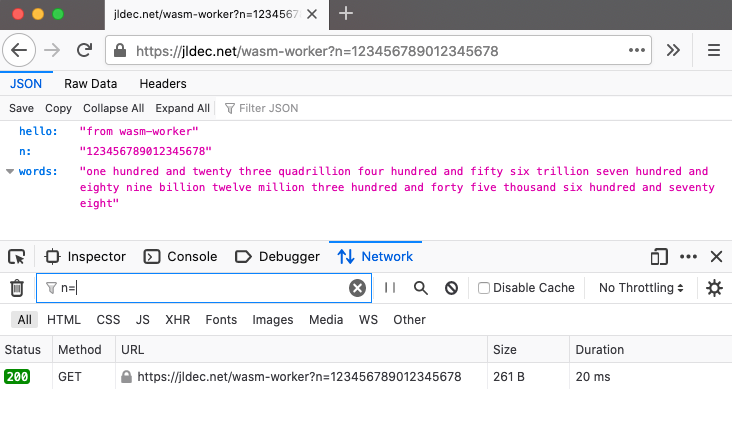 jldec.net/wasm-worker?n=1234567
https://jldec.net/wasm-worker?n=123456789012345678
JSON Raw Data Headers
Save Copy Collapse All Expand All Filter JSON
hello: "from wasm-worker"
n: "123456789012345678"
words: "one hundred and twenty three quadrillion four hundred and fifty six trillion seven hundred and
eighty nine billion twelve million three hundred and forty five thousand six hundred and seventy
eight"
Inspector Console Debugger Network
n= Disable Cache No Throttling
All HTML CSS JS XHR Fonts Images Media WS Other
Status Method URL Size Duration
200 GET https://jldec.net/wasm-worker?n=123456789012345678 261 B 20 ms